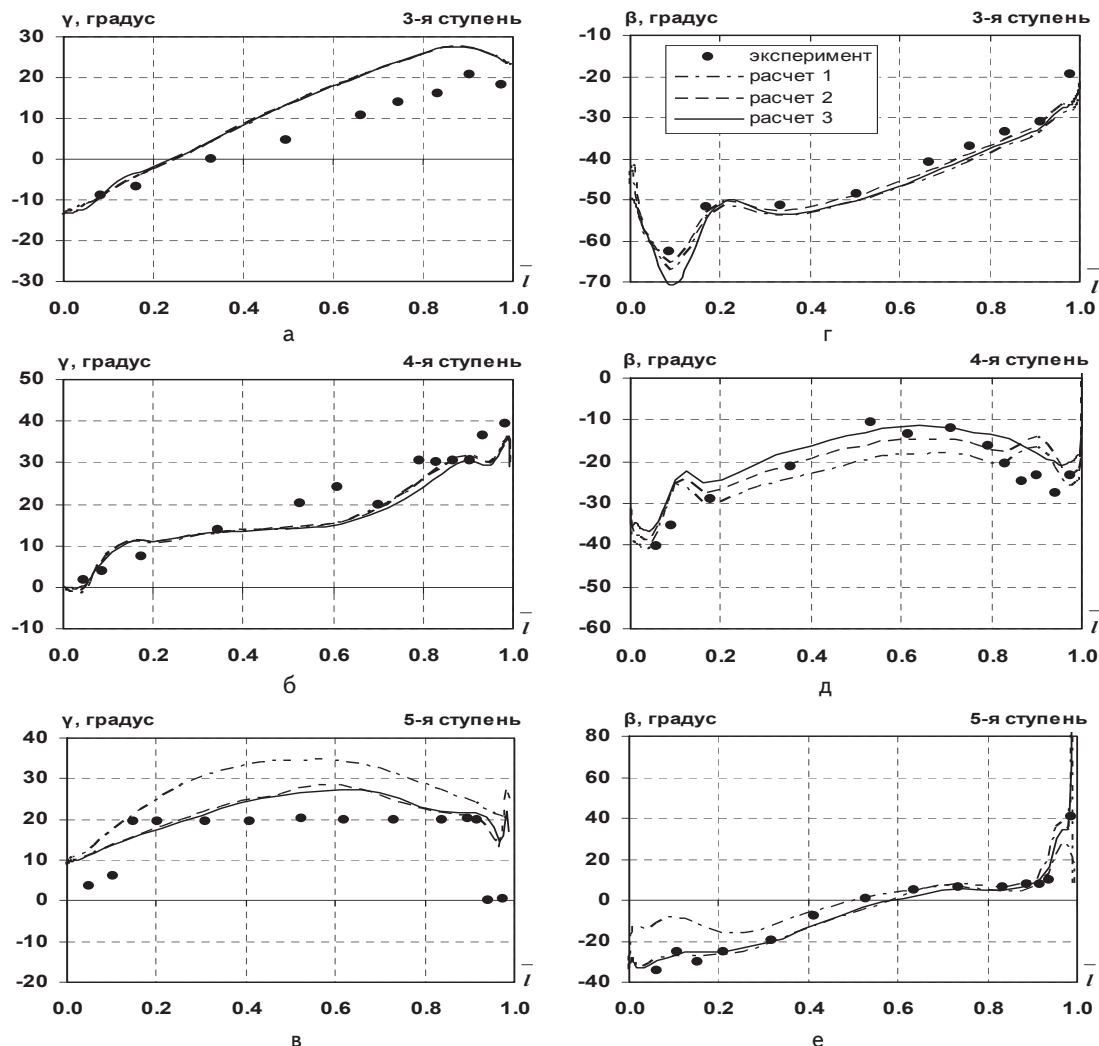 γ, градус 3-я ступень
30
20
10
0
-10
-20
-30
l
0.0 0.2 0.4 0.6 0.8 1.0
а
β, градус 3-я ступень
-10
-20
-30
-40
-50
-60
-70
эксперимент
расчет 1
расчет 2
расчет 3
l
0.0 0.2 0.4 0.6 0.8 1.0
г
γ, градус 4-я ступень
50
40
30
20
10
0
-10
l
0.0 0.2 0.4 0.6 0.8 1.0
б
β, градус 4-я ступень
0
-10
-20
-30
-40
-50
-60
l
0.0 0.2 0.4 0.6 0.8 1.0
д
γ, градус 5-я ступень
40
30
20
10
0
-10
-20
l
0.0 0.2 0.4 0.6 0.8 1.0
в
β, градус 5-я ступень
80
60
40
20
0
-20
-40
l
0.0 0.2 0.4 0.6 0.8 1.0
е